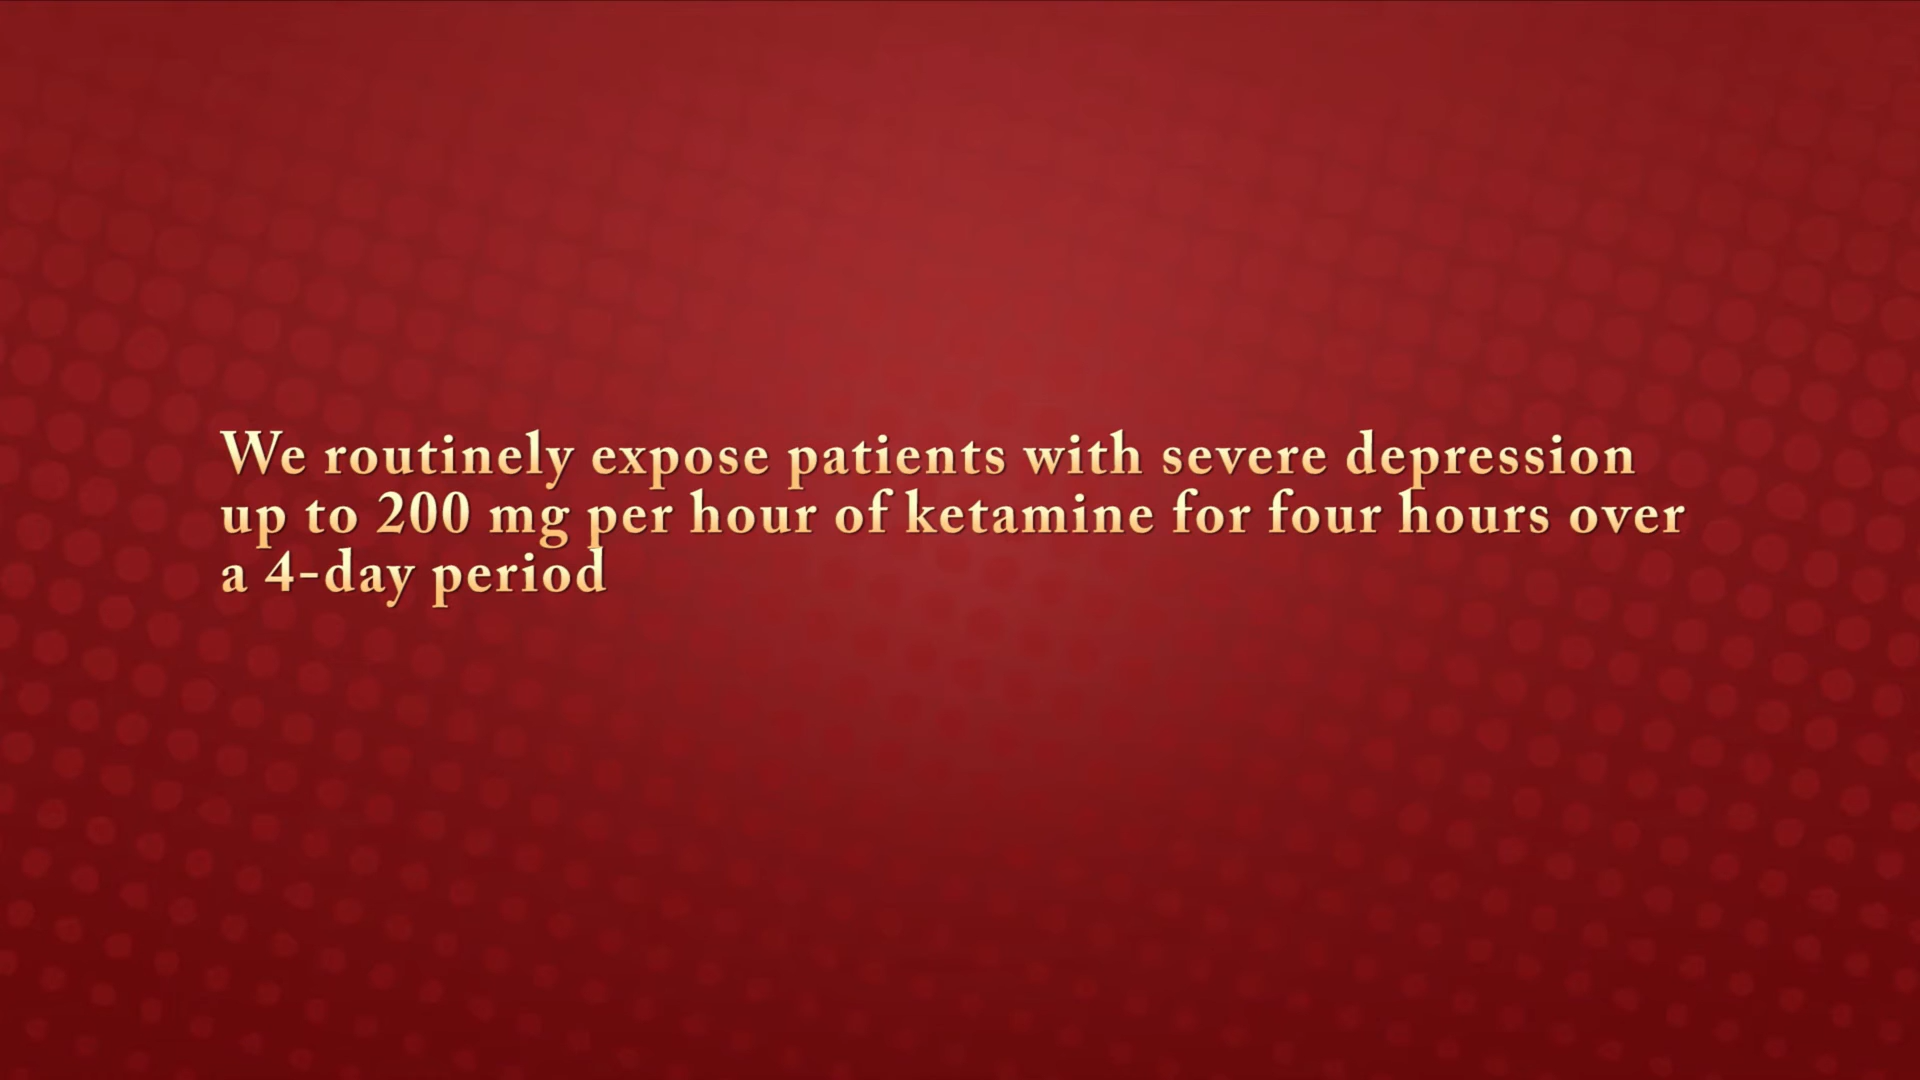 We routinely expose patients with severe depression
up to 200 mg per hour of ketamine for four hours over
a 4-day period